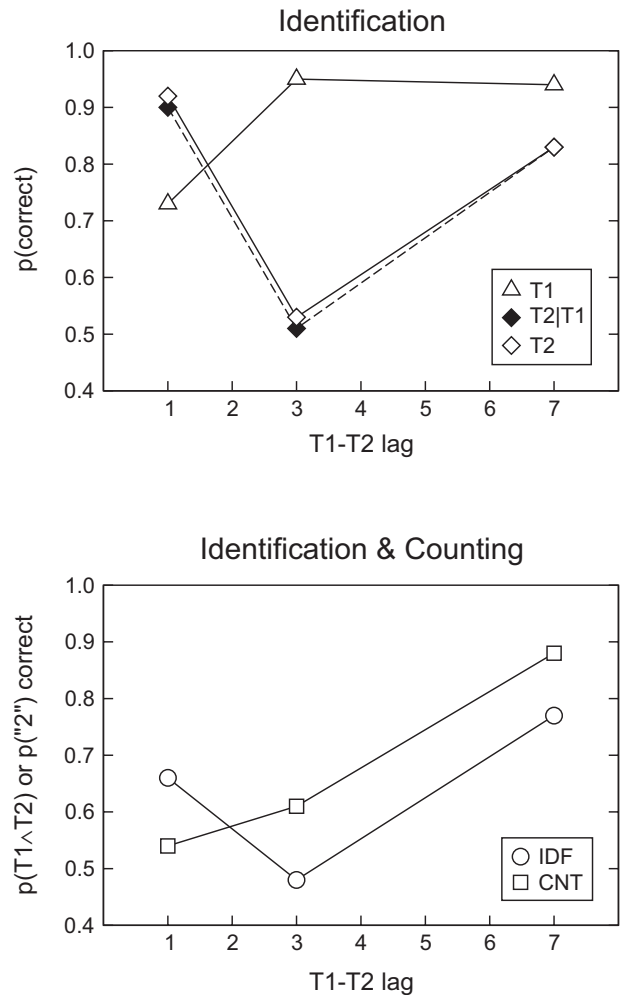 Identification
1.0
0.9
0.8
0.7
0.6
0.5
0.4
p(correct)
T1
T2|T1
T2
1 2 3 4 5 6 7
T1-T2 lag
Identification & Counting
1.0
0.9
0.8
0.7
0.6
0.5
0.4
p(T1∧T2) or p("2") correct
IDF
CNT
1 2 3 4 5 6 7
T1-T2 lag